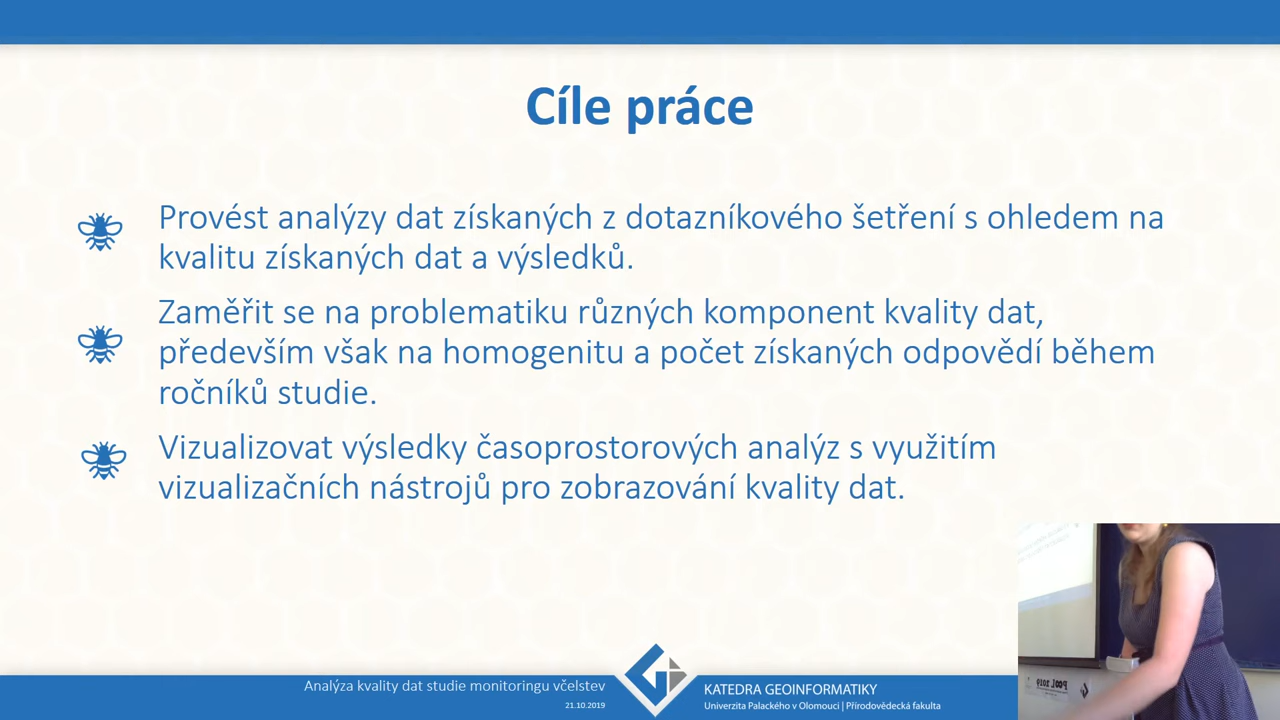 Cíle práce
Provést analýzy dat získaných z dotazníkového šetření s ohledem na
kvalitu získaných dat a výsledků.
Zaměřit se na problematiku různých komponent kvality dat,
především však na homogenitu a počet získaných odpovědí během
ročníků studie.
Vizualizovat výsledky časoprostorových analýz s využitím
vizualizačních nástrojů pro zobrazování kvality dat.
Analýza kvality dat studie monitoringu včelstev
21.10.2019
KATEDRA GEOINFORMATIKY
Univerzita Palackého v Olomouci | Přírodovědecká fakulta